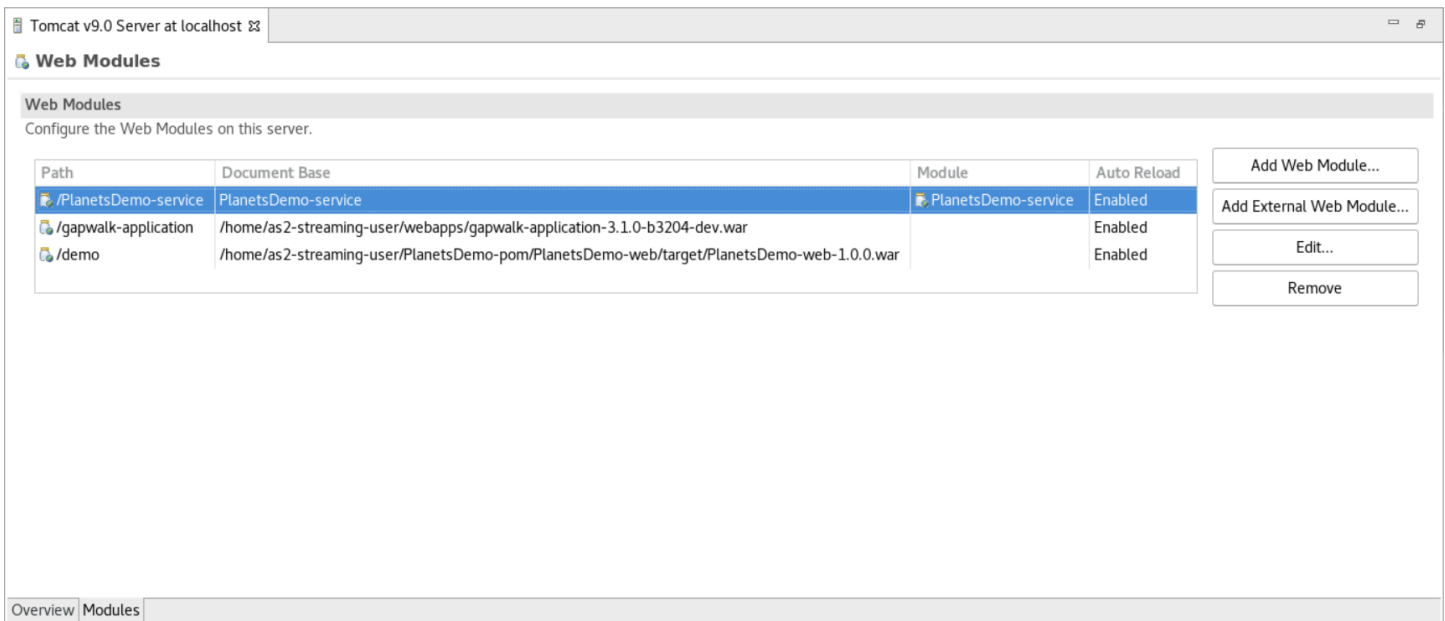 Tomcat v9.0 Server at localhost
Web Modules
Web Modules
Configure the Web Modules on this server.
Path Document Base Module Auto Reload
/PlanetsDemo-service PlanetsDemo-service PlanetsDemo-service Enabled
/gapwalk-application /home/as2-streaming-user/webapps/gapwalk-application-3.1.0-b3204-dev.war Enabled
/demo /home/as2-streaming-user/PlanetsDemo-pom/PlanetsDemo-web/target/PlanetsDemo-web-1.0.0.war Enabled
Add Web Module...
Add External Web Module...
Edit...
Remove
Overview Modules